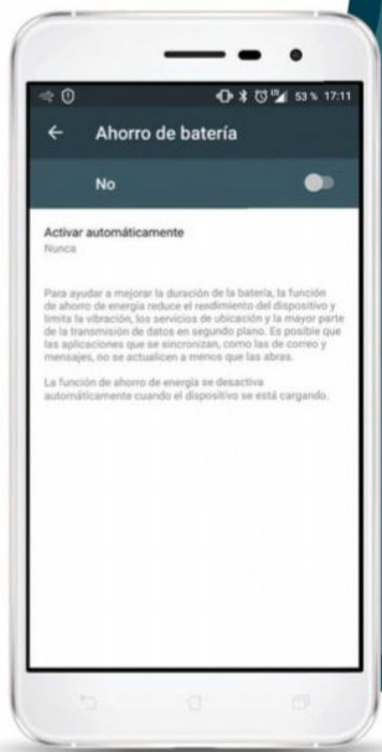 53 % 17:11
Ahorro de batería
No
Activar automáticamente
Nunca
Para ayudar a mejorar la duración de la batería, la función
de ahorro de energía reduce el rendimiento del dispositivo y
limita la vibración, los servicios de ubicación y la mayor parte
de la transmisión de datos en segundo plano. Es posible que
las aplicaciones que se sincronizan, como las de correo y
mensajes, no se actualicen a menos que las abras.
La función de ahorro de energía se desactiva
automáticamente cuando el dispositivo se está cargando.